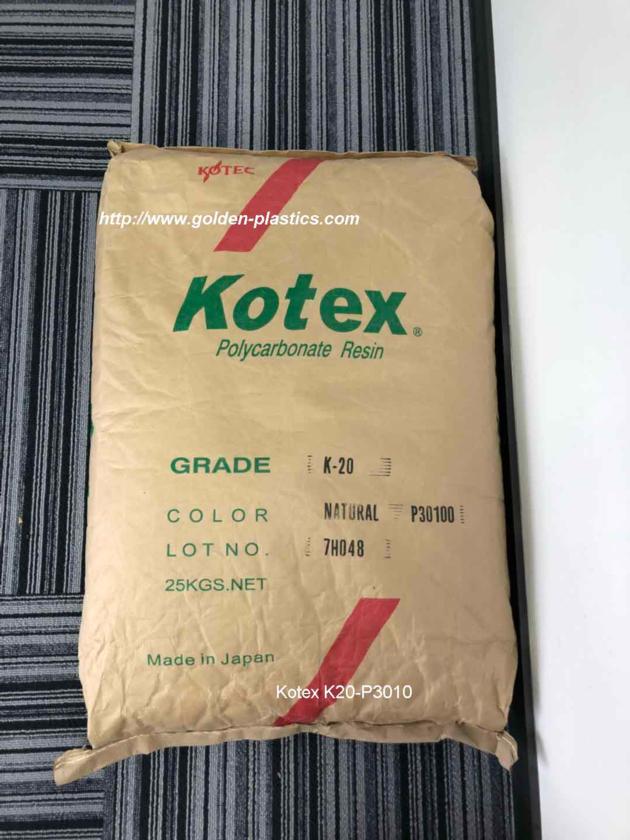 KOTEC
http://www.golden-plastics.com
Kotex®
Polycarbonate Resin
GRADE K-20
COLOR NATURAL P30100
LOT NO. 7H048
25KGS.NET
Made in Japan
Kotex K20-P3010